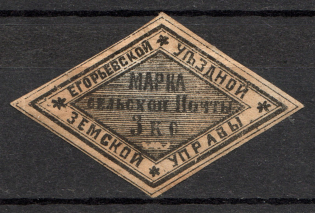 ЕГОРЬЕВСКОЙ УѢЗДНОЙ
МАРКА
сельской Почты
3 ко
ЗЕМСКОЙ УПРАВЫ